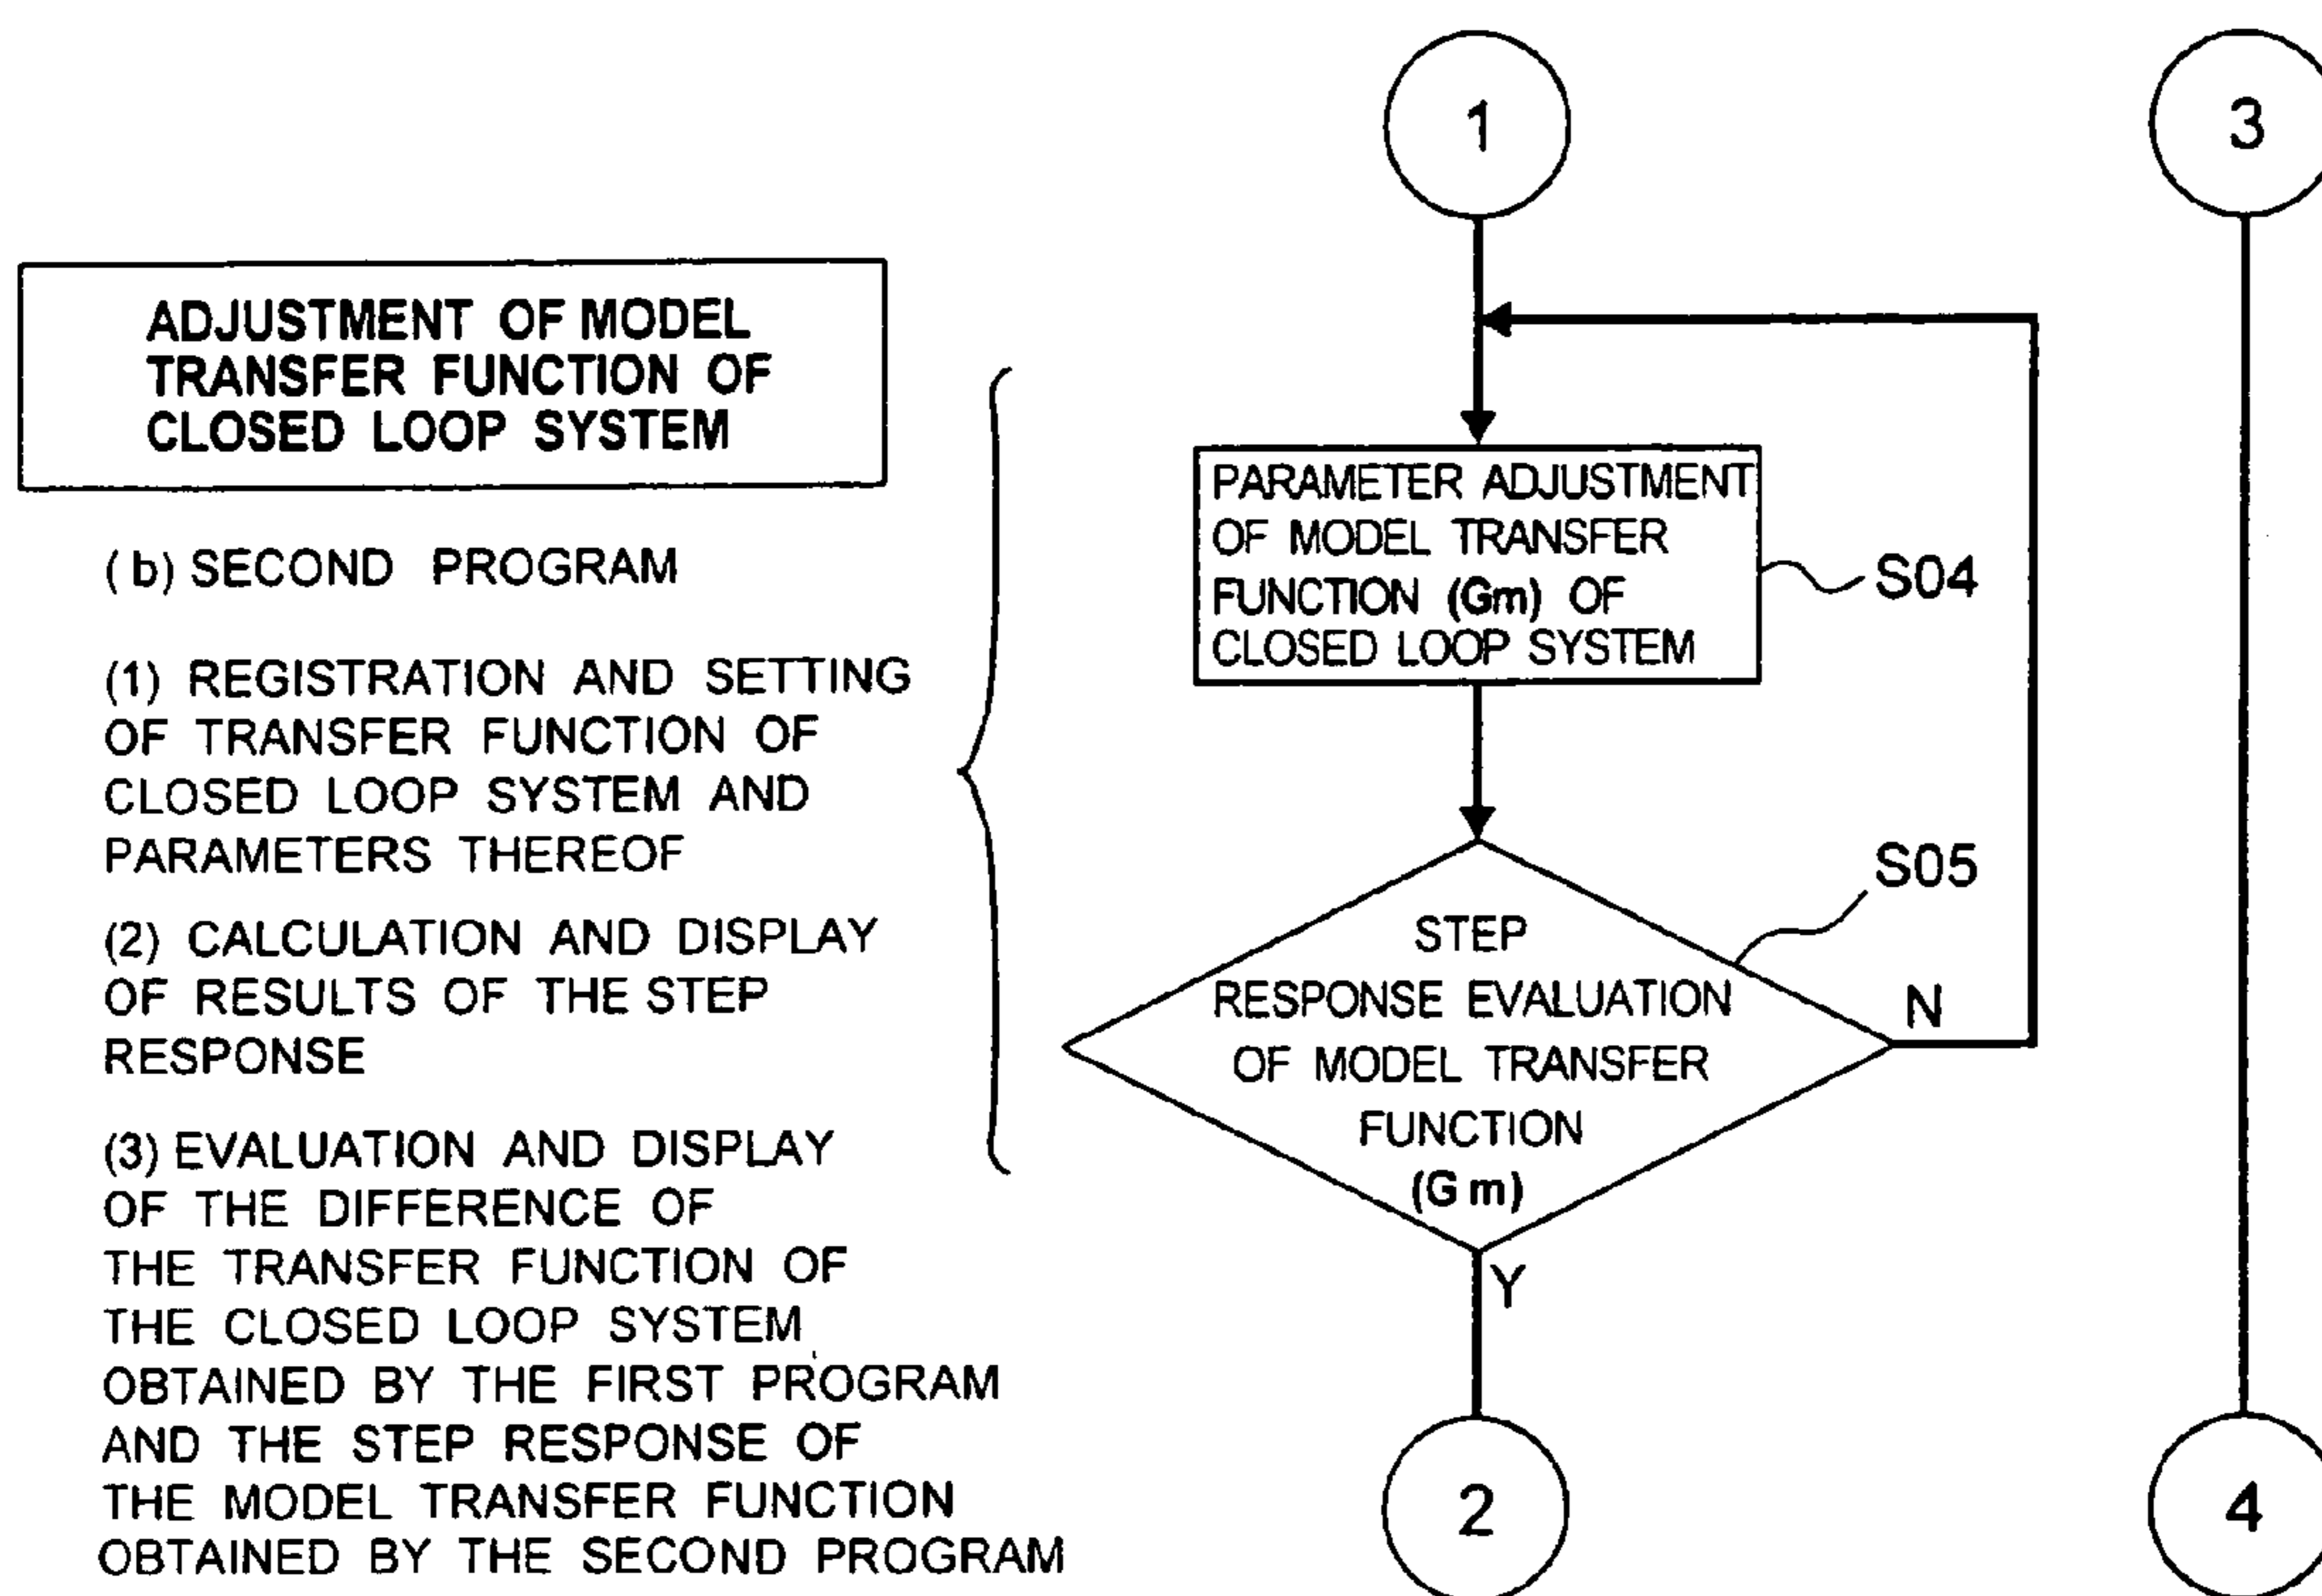 ADJUSTMENT OF MODEL
TRANSFER FUNCTION OF
CLOSED LOOP SYSTEM
(b) SECOND PROGRAM
(1) REGISTRATION AND SETTING
OF TRANSFER FUNCTION OF
CLOSED LOOP SYSTEM AND
PARAMETERS THEREOF
(2) CALCULATION AND DISPLAY
OF RESULTS OF THE STEP
RESPONSE
(3) EVALUATION AND DISPLAY
OF THE DIFFERENCE OF
THE TRANSFER FUNCTION OF
THE CLOSED LOOP SYSTEM
OBTAINED BY THE FIRST PROGRAM
AND THE STEP RESPONSE OF
THE MODEL TRANSFER FUNCTION
OBTAINED BY THE SECOND PROGRAM
1
PARAMETER ADJUSTMENT
OF MODEL TRANSFER
FUNCTION (Gm) OF
CLOSED LOOP SYSTEM
S04
S05
STEP
RESPONSE EVALUATION
OF MODEL TRANSFER
FUNCTION
(Gm)
N
Y
2
3
4